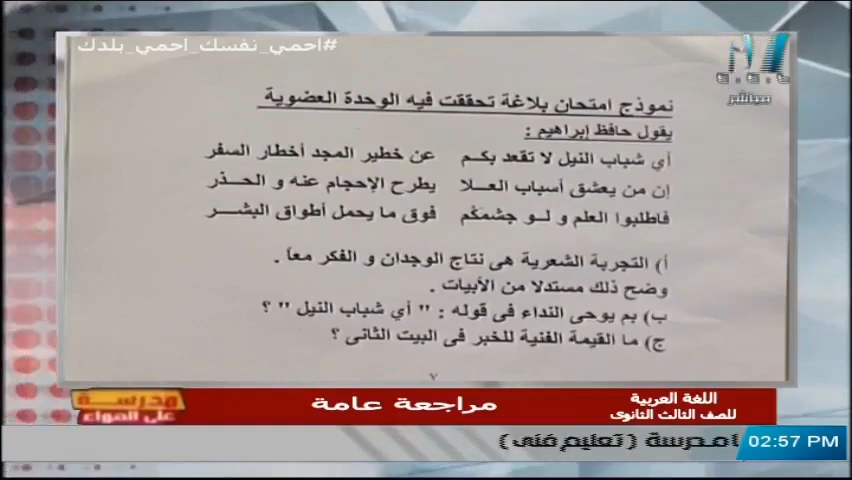 #احمي_نفسك_احمي_بلدك
مباشر
نموذج امتحان بلاغة تحققت فيه الوحدة العضوية
يقول حافظ إبراهيم :
أي شباب النيل لا تقعد بكم عن خطير المجد أخطار السفر
إن من يعشق أسباب العلا يطرح الإحجام عنه و الحذر
فاطلبوا العلم و لو جشمكم فوق ما يحمل أطواق البشر
أ) التجربة الشعرية هى نتاج الوجدان و الفكر معاً .
وضح ذلك مستدلا من الأبيات .
ب) بم يوحى النداء فى قوله : " أي شباب النيل " ؟
ج) ما القيمة الفنية للخبر فى البيت الثانى ؟
٧
مدرسة
على الهواء
مراجعة عامة
اللغة العربية
للصف الثالث الثانوى
مدرسة (تعليم فنى)
02:57 PM